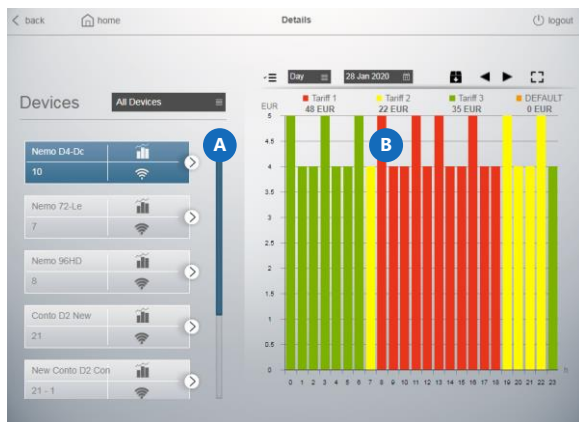 back
home
Details
logout
Day
28 Jan 2020
Devices
All Devices
EUR
Tariff 1
48 EUR
Tariff 2
22 EUR
Tariff 3
35 EUR
DEFAULT
0 EUR
A
B
Nemo D4-Dc
10
Nemo 72-Le
7
Nemo 96HD
8
Conto D2 New
21
New Conto D2 Con
21 - 1
5
4.5
4
3.5
3
2.5
2
1.5
1
0.5
0
0 1 2 3 4 5 6 7 8 9 10 11 12 13 14 15 16 17 18 19 20 21 22 23
h